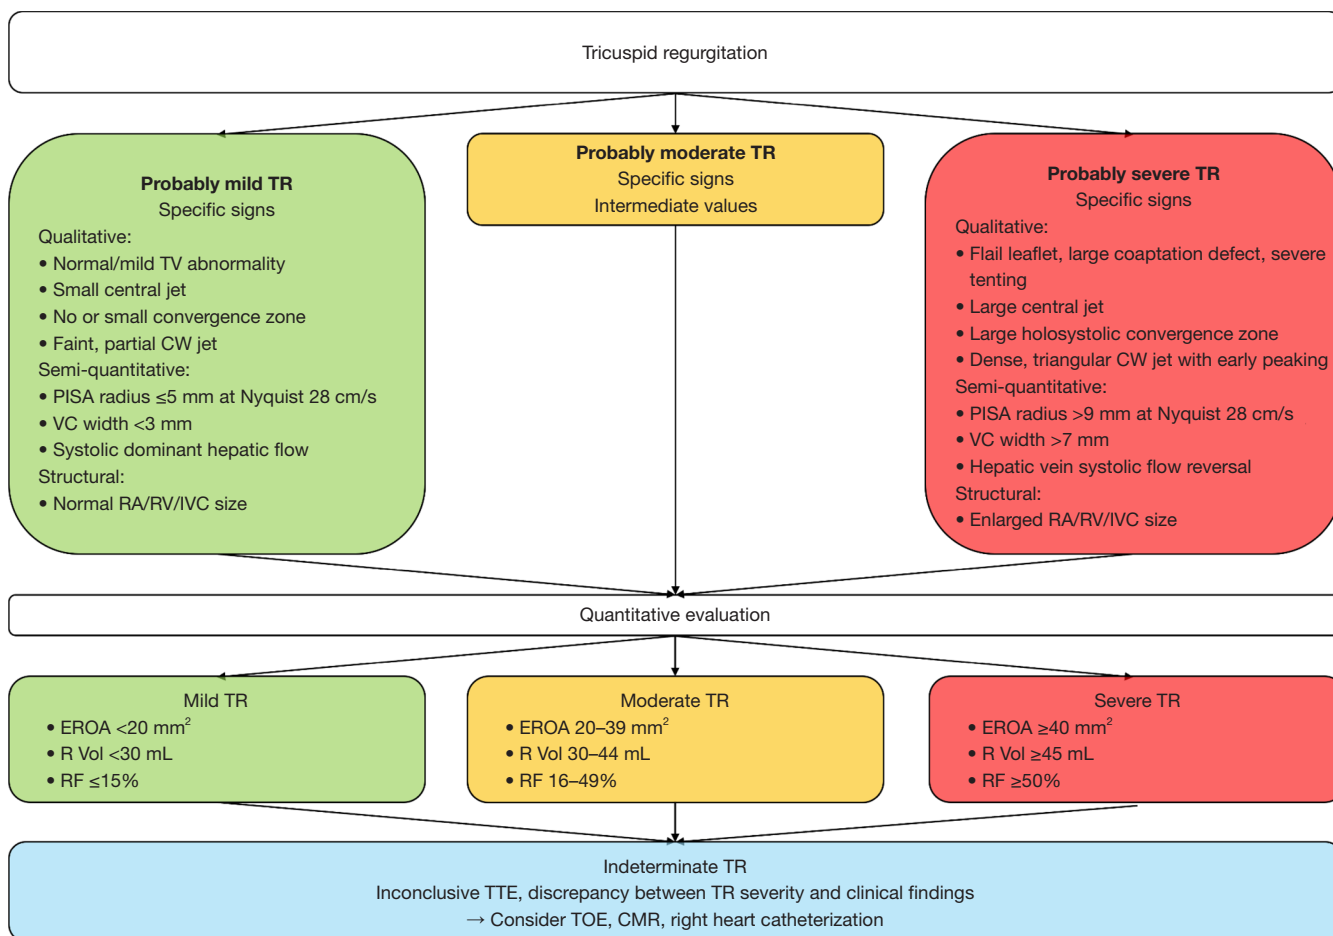 Tricuspid regurgitation
Probably mild TR
Specific signs
Qualitative:
• Normal/mild TV abnormality
• Small central jet
• No or small convergence zone
• Faint, partial CW jet
Semi-quantitative:
• PISA radius ≤5 mm at Nyquist 28 cm/s
• VC width <3 mm
• Systolic dominant hepatic flow
Structural:
• Normal RA/RV/IVC size
Probably moderate TR
Specific signs
Intermediate values
Probably severe TR
Specific signs
Qualitative:
• Flail leaflet, large coaptation defect, severe
tenting
• Large central jet
• Large holosystolic convergence zone
• Dense, triangular CW jet with early peaking
Semi-quantitative:
• PISA radius >9 mm at Nyquist 28 cm/s
• VC width >7 mm
• Hepatic vein systolic flow reversal
Structural:
• Enlarged RA/RV/IVC size
Quantitative evaluation
Mild TR
• EROA <20 mm²
• R Vol <30 mL
• RF ≤15%
Moderate TR
• EROA 20–39 mm²
• R Vol 30–44 mL
• RF 16–49%
Severe TR
• EROA ≥40 mm²
• R Vol ≥45 mL
• RF ≥50%
Indeterminate TR
Inconclusive TTE, discrepancy between TR severity and clinical findings
→ Consider TOE, CMR, right heart catheterization